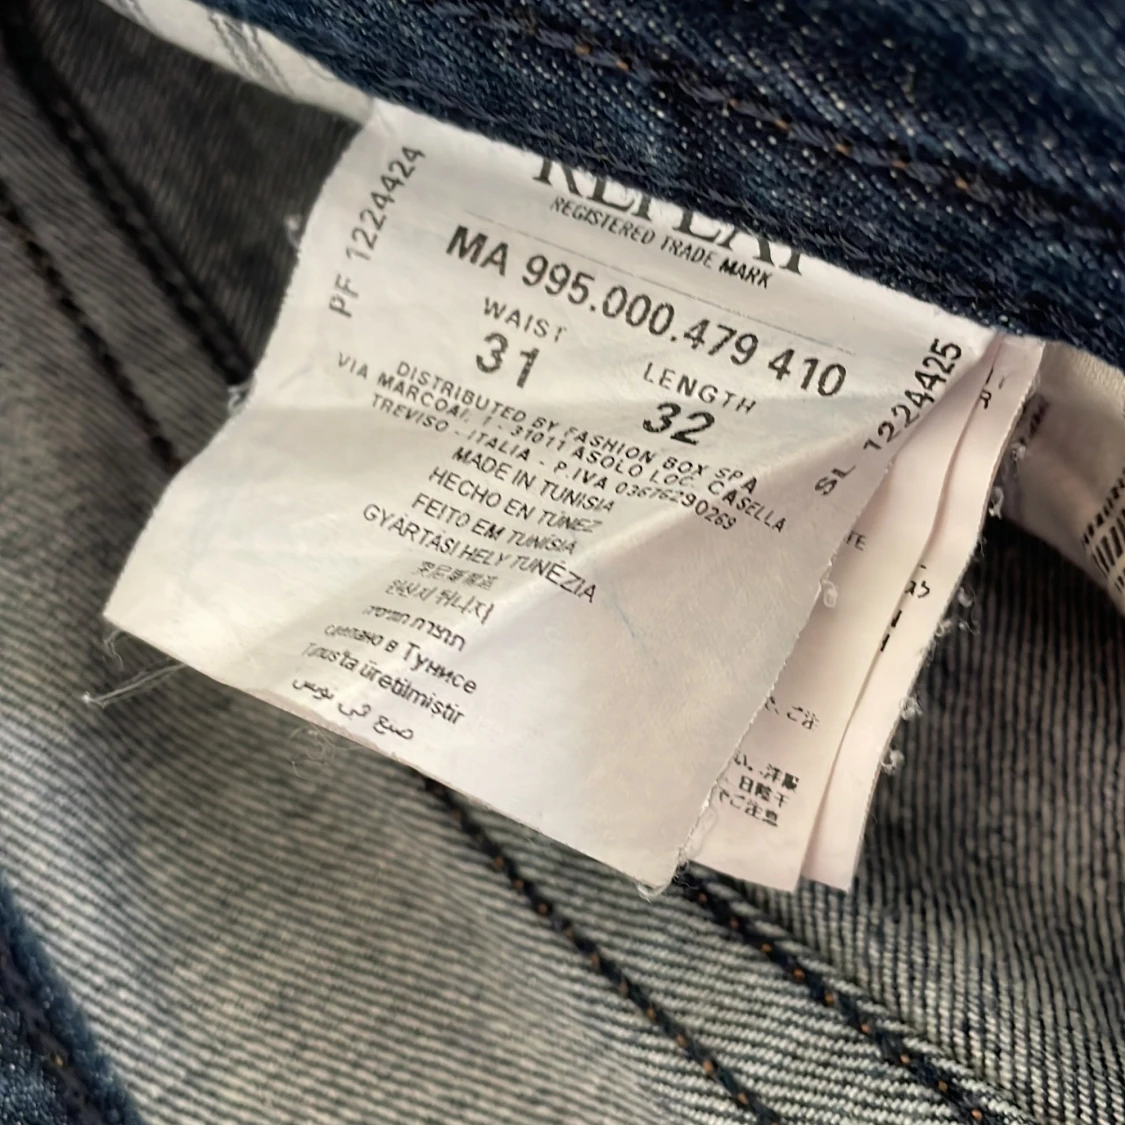 PF 1224424
REGISTERED TRADE MARK
MA 995.000.479 410
WAIST LENGTH
31 32
DISTRIBUTED BY FASHION BOX SPA
VIA MARCOAI. 1 - 31011 ASOLO LOC. CASELLA
TREVISO - ITALIA - P.IVA 03676290269
MADE IN TUNISIA
HECHO EN TÚNEZ
FEITO EM TUNÍSIA
GYÁRTÁSI HELY TUNÉZIA
сделано в Тунисе
Tunus'ta üretilmiştir
صنع في تونس
SL 1224425